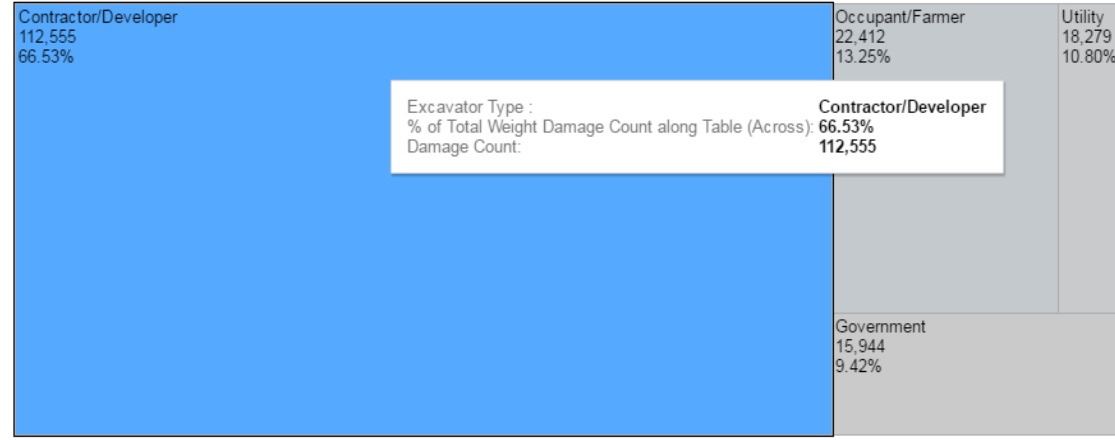 Contractor/Developer
112,555
66.53%
Occupant/Farmer
22,412
13.25%
Utility
18,279
10.80%
Excavator Type : Contractor/Developer
% of Total Weight Damage Count along Table (Across): 66.53%
Damage Count: 112,555
Government
15,944
9.42%